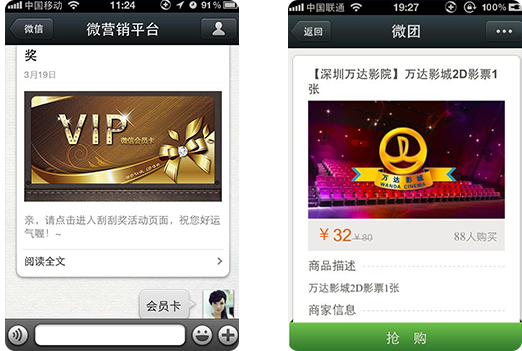 中国移动 11:24 91%
微信 微营销平台
奖
3月19日
VIP
微信会员卡
亲，请点击进入刮刮奖活动页面，祝您好运
气喔！~
阅读全文
会员卡
中国联通 19:27 100%
返回 微团
【深圳万达影院】万达影城2D影票1
张
万达影城
WANDA CINEMA
¥32 ¥80 88人购买
商品描述
万达影城2D影票1张
商家信息
抢 购